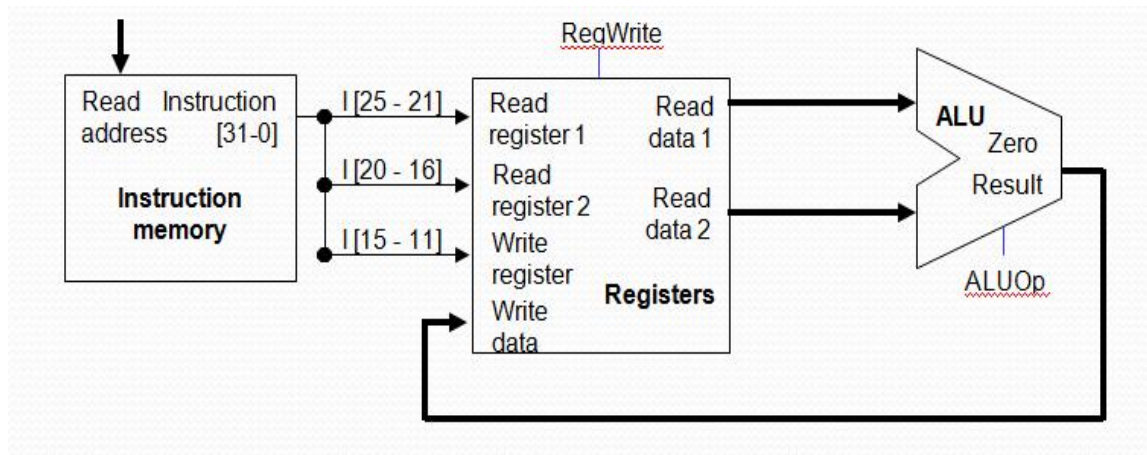 RegWrite
Read Instruction
address [31-0]
Instruction
memory
I [25 - 21]
I [20 - 16]
I [15 - 11]
Read
register 1
Read
register 2
Write
register
Write
data
Read
data 1
Read
data 2
Registers
ALU
Zero
Result
ALUOp